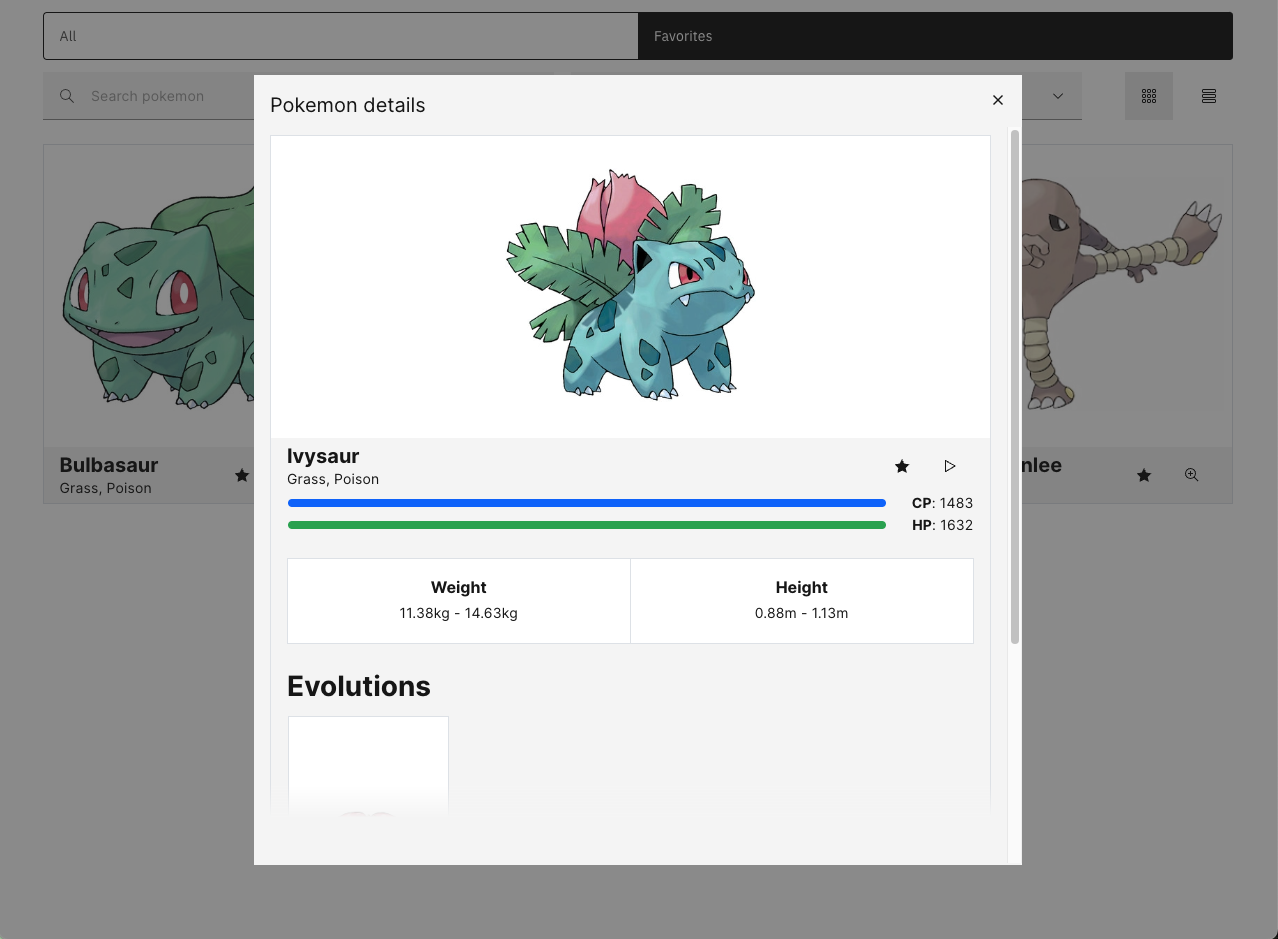 All
Favorites
Search pokemon
Pokemon details
Ivysaur
Grass, Poison
CP: 1483
HP: 1632
Weight
11.38kg - 14.63kg
Height
0.88m - 1.13m
Evolutions
Bulbasaur
Grass, Poison
nlee